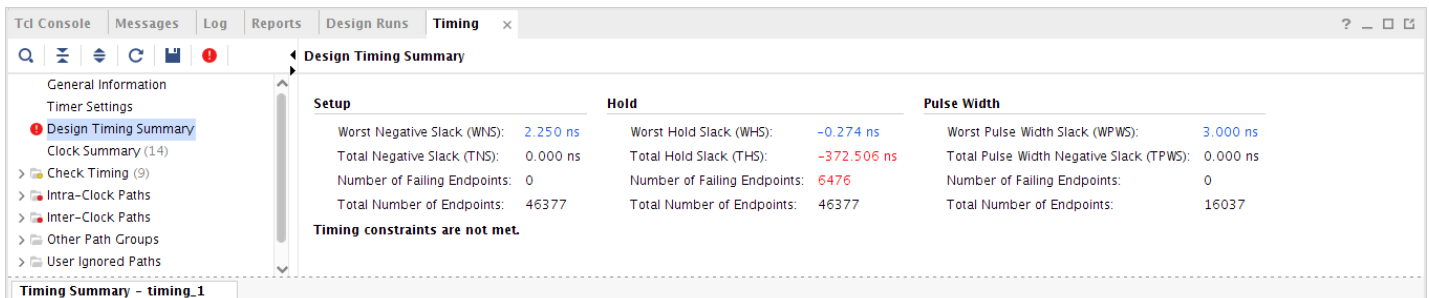 Tcl Console Messages Log Reports Design Runs Timing × ? _
Design Timing Summary
General Information
Timer Settings
Design Timing Summary
Clock Summary (14)
> Check Timing (9)
> Intra-Clock Paths
> Inter-Clock Paths
> Other Path Groups
> User Ignored Paths
Setup Hold Pulse Width
Worst Negative Slack (WNS): 2.250 ns Worst Hold Slack (WHS): -0.274 ns Worst Pulse Width Slack (WPWS): 3.000 ns
Total Negative Slack (TNS): 0.000 ns Total Hold Slack (THS): -372.506 ns Total Pulse Width Negative Slack (TPWS): 0.000 ns
Number of Failing Endpoints: 0 Number of Failing Endpoints: 6476 Number of Failing Endpoints: 0
Total Number of Endpoints: 46377 Total Number of Endpoints: 46377 Total Number of Endpoints: 16037
Timing constraints are not met.
Timing Summary - timing_1